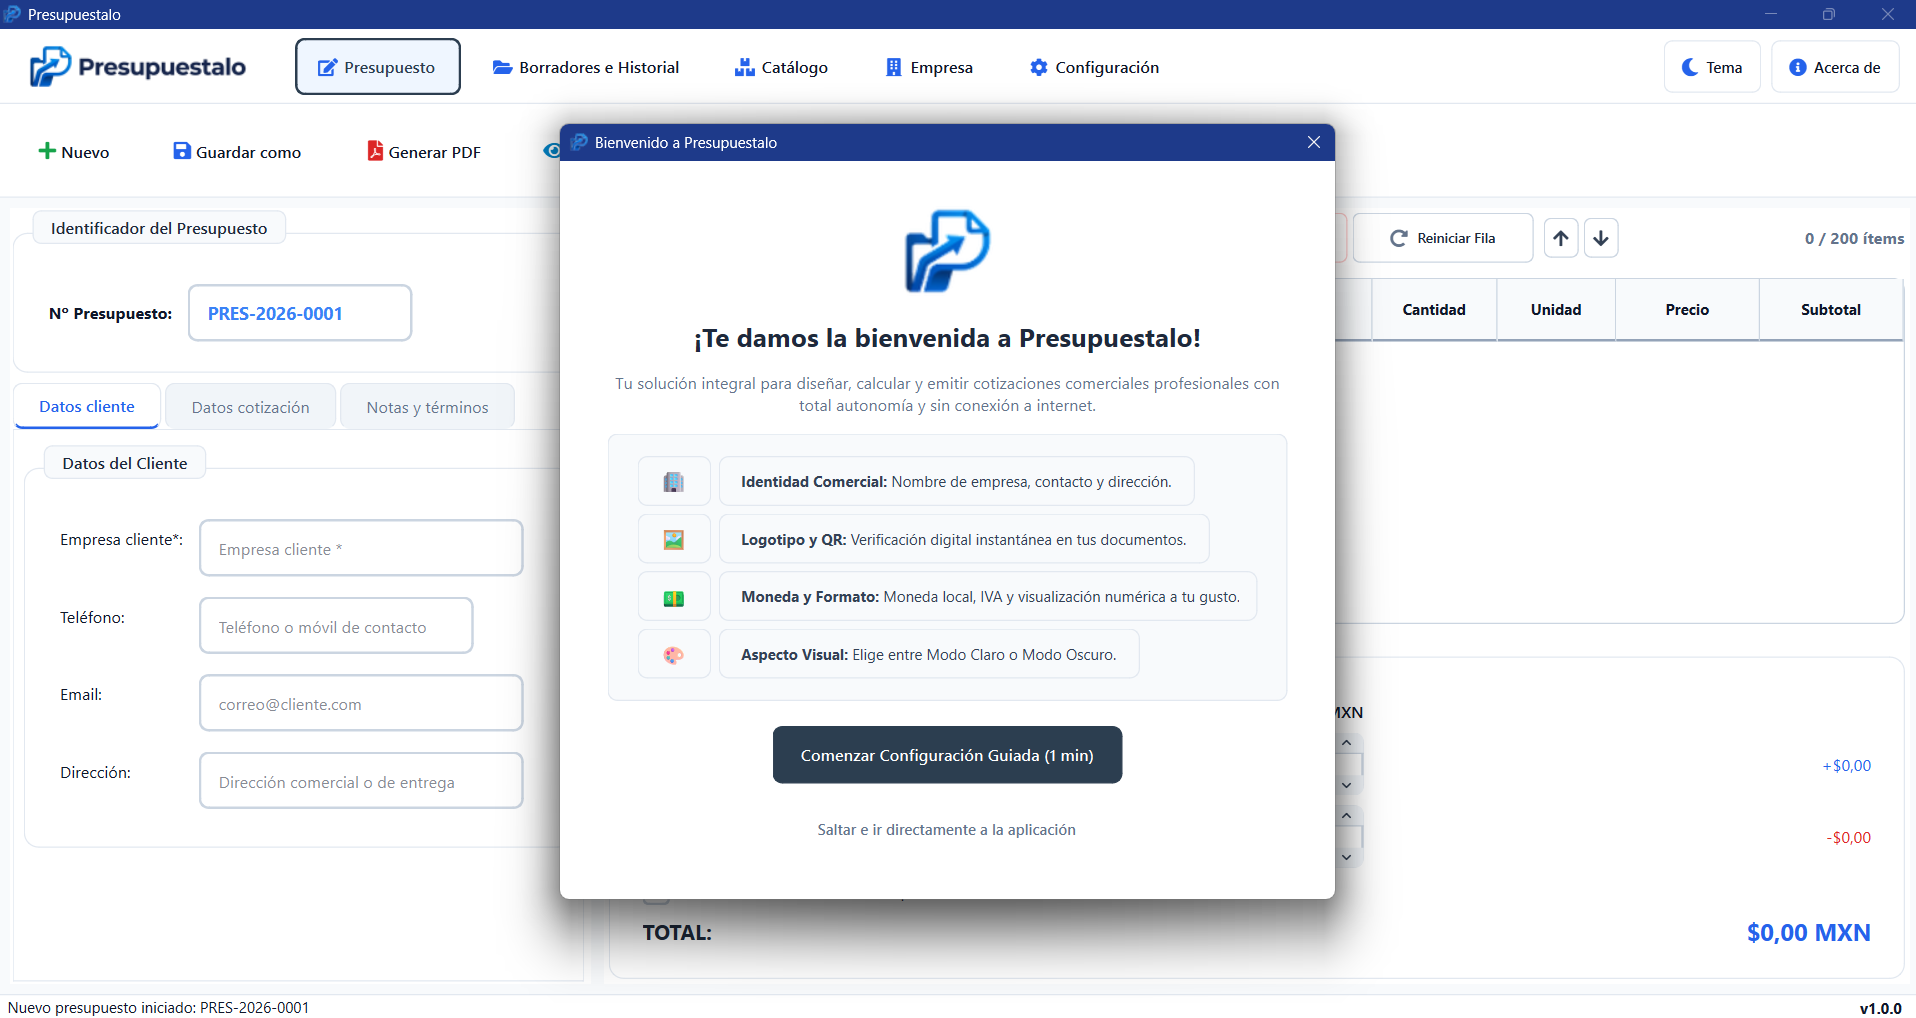 Presupuestalo
Presupuestalo
Presupuesto
Borradores e Historial
Catálogo
Empresa
Configuración
Tema
Acerca de
Nuevo
Guardar como
Generar PDF
Bienvenido a Presupuestalo
Identificador del Presupuesto
Nº Presupuesto:
PRES-2026-0001
Datos cliente
Datos cotización
Notas y términos
Datos del Cliente
Empresa cliente*:
Empresa cliente *
Teléfono:
Teléfono o móvil de contacto
Email:
correo@cliente.com
Dirección:
Dirección comercial o de entrega
¡Te damos la bienvenida a Presupuestalo!
Tu solución integral para diseñar, calcular y emitir cotizaciones comerciales profesionales con
total autonomía y sin conexión a internet.
Identidad Comercial: Nombre de empresa, contacto y dirección.
Logotipo y QR: Verificación digital instantánea en tus documentos.
Moneda y Formato: Moneda local, IVA y visualización numérica a tu gusto.
Aspecto Visual: Elige entre Modo Claro o Modo Oscuro.
Comenzar Configuración Guiada (1 min)
Saltar e ir directamente a la aplicación
Reiniciar Fila
0 / 200 ítems
Cantidad
Unidad
Precio
Subtotal
MXN
+$0,00
-$0,00
TOTAL:
$0,00 MXN
Nuevo presupuesto iniciado: PRES-2026-0001
v1.0.0